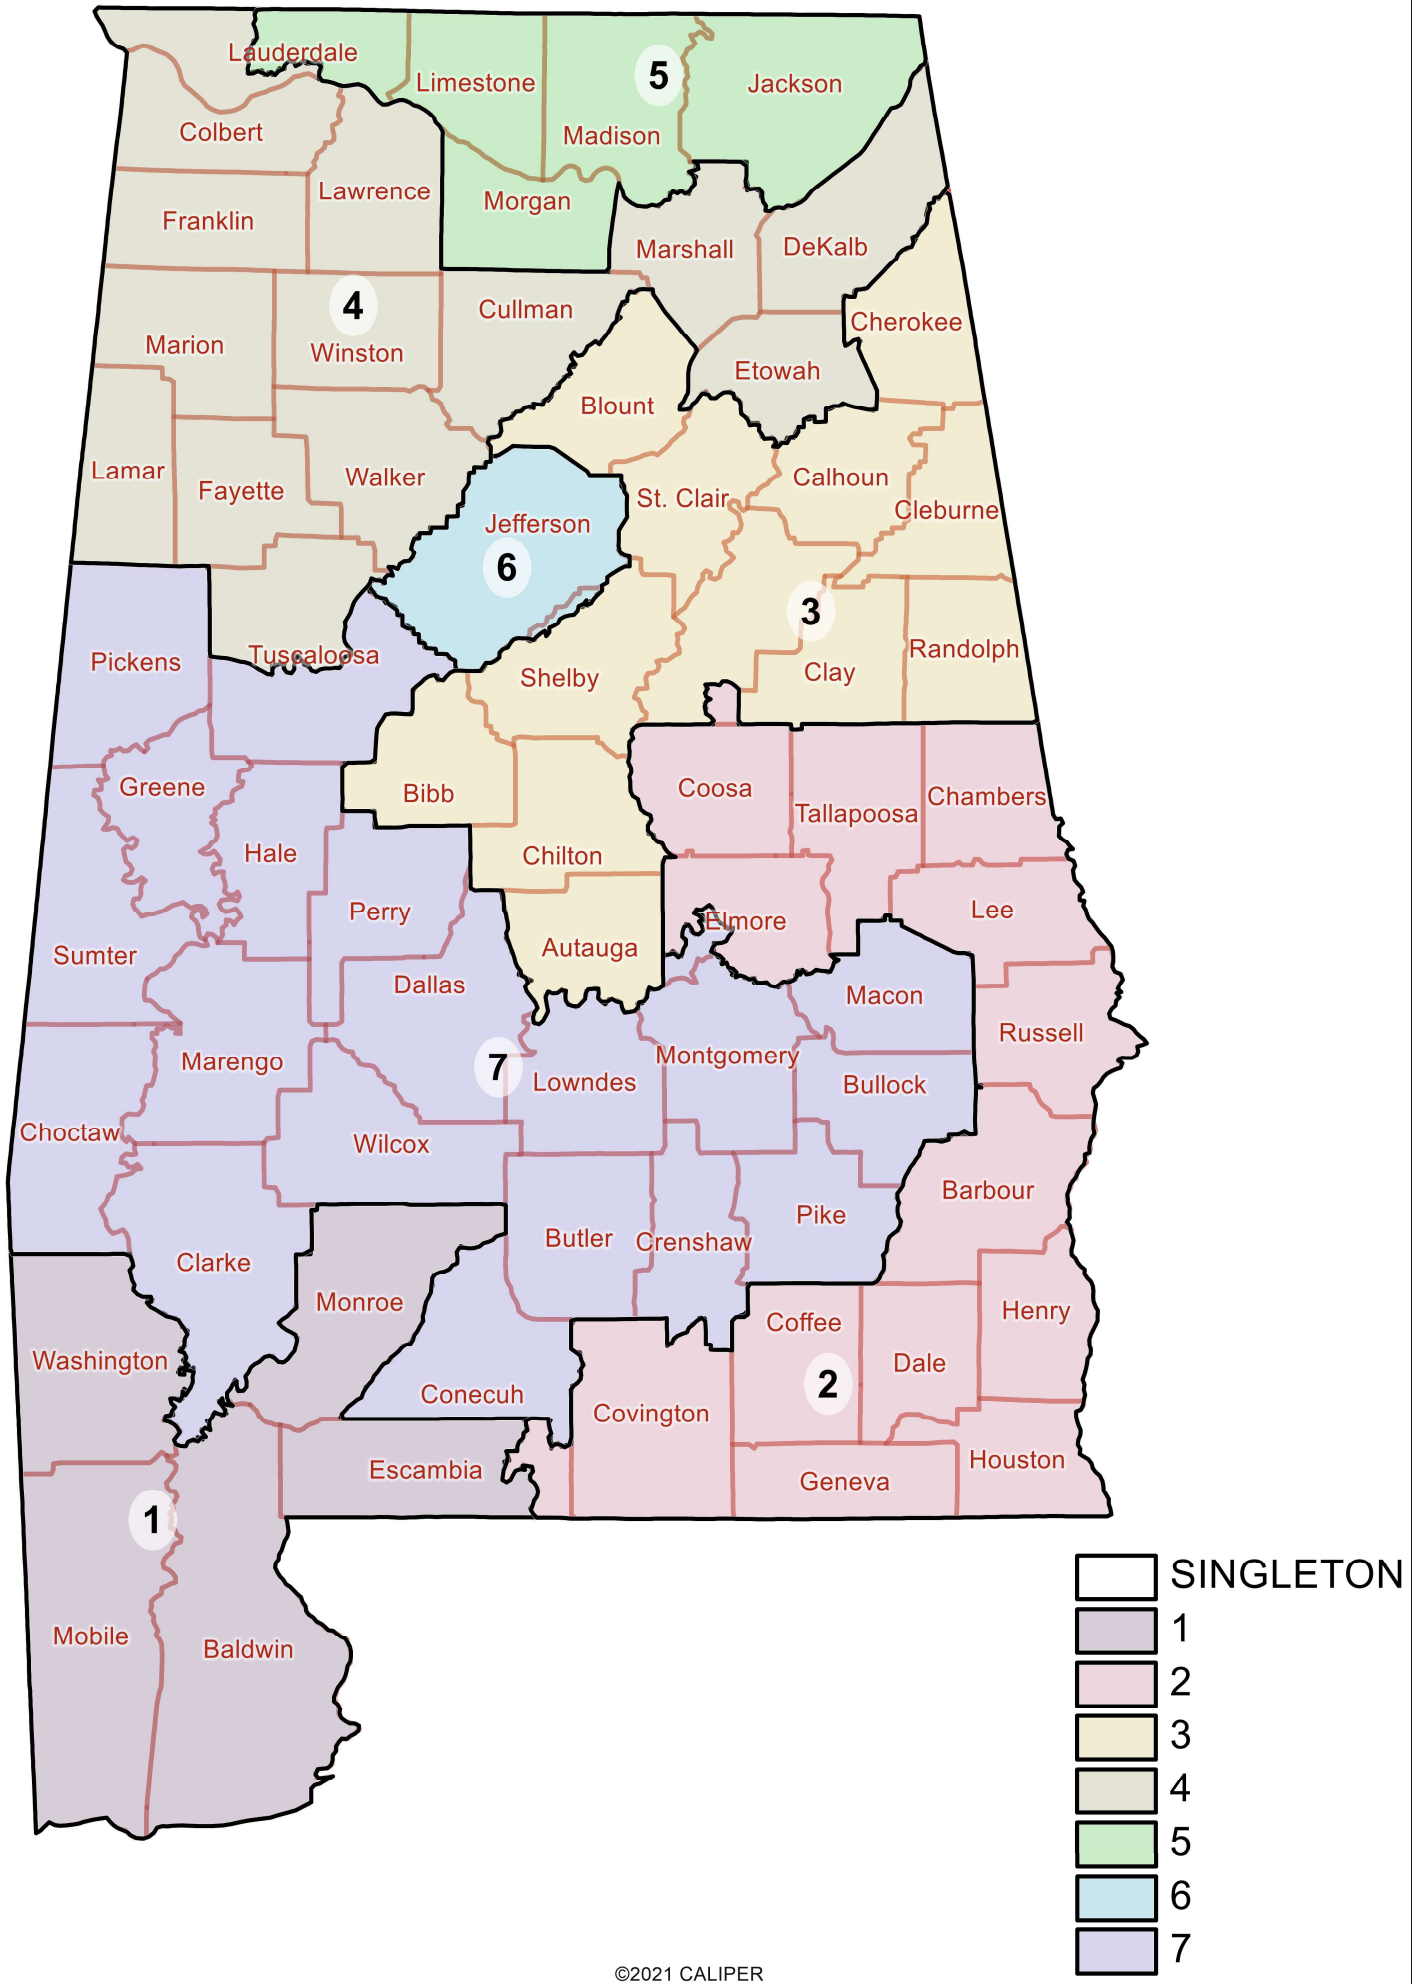 Lauderdale
Limestone
5
Jackson
Colbert
Madison
Lawrence
Morgan
Franklin
Marshall
DeKalb
4
Cullman
Cherokee
Marion
Winston
Etowah
Blount
Lamar
Fayette
Walker
St. Clair
Calhoun
Cleburne
Jefferson
6
3
Pickens
Tuscaloosa
Shelby
Clay
Randolph
Greene
Bibb
Coosa
Tallapoosa
Chambers
Hale
Chilton
Perry
Elmore
Lee
Sumter
Autauga
Dallas
Macon
Russell
Marengo
7
Lowndes
Montgomery
Bullock
Choctaw
Wilcox
Barbour
Clarke
Butler
Crenshaw
Pike
Monroe
Coffee
Henry
Washington
Conecuh
2
Dale
Covington
Escambia
Geneva
Houston
1
Mobile
Baldwin
SINGLETON
1
2
3
4
5
6
7
©2021 CALIPER